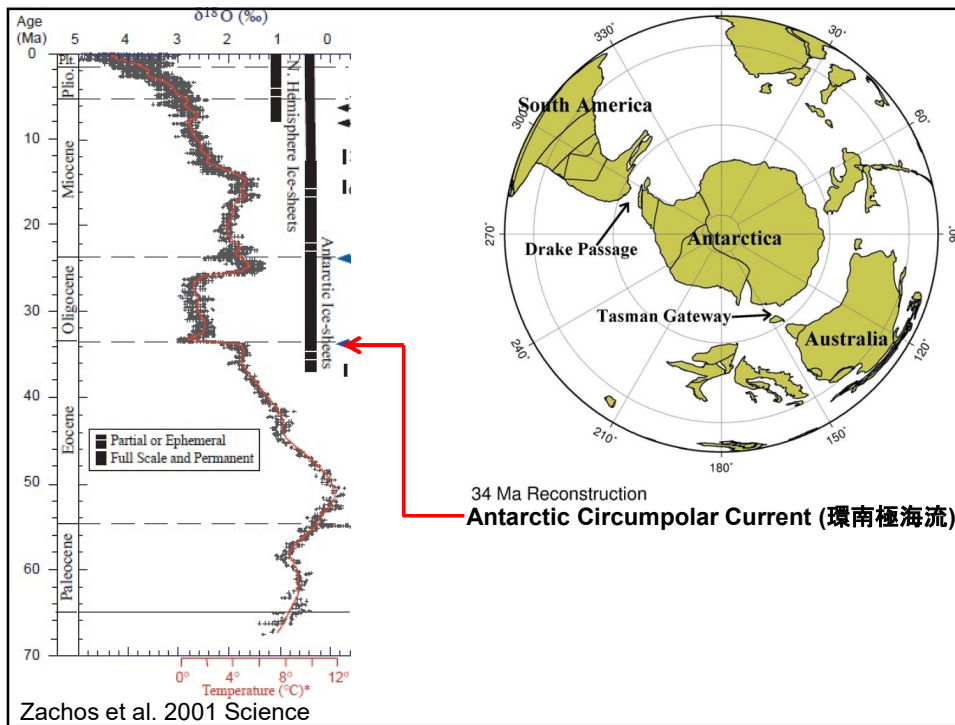 Age
(Ma)
δ¹⁸O (‰)
5 4 3 2 1 0
0
10
20
30
40
50
60
70
Plt.
Plio.
Miocene
Oligocene
Eocene
Paleocene
N. Hemisphere Ice-sheets
Antarctic Ice-sheets
Partial or Ephemeral
Full Scale and Permanent
0° 4° 8° 12°
Temperature (°C)*
Zachos et al. 2001 Science
330°
30°
300°
60°
270°
240°
120°
210°
150°
180°
South America
Drake Passage
Antarctica
Tasman Gateway
Australia
34 Ma Reconstruction
Antarctic Circumpolar Current (環南極海流)